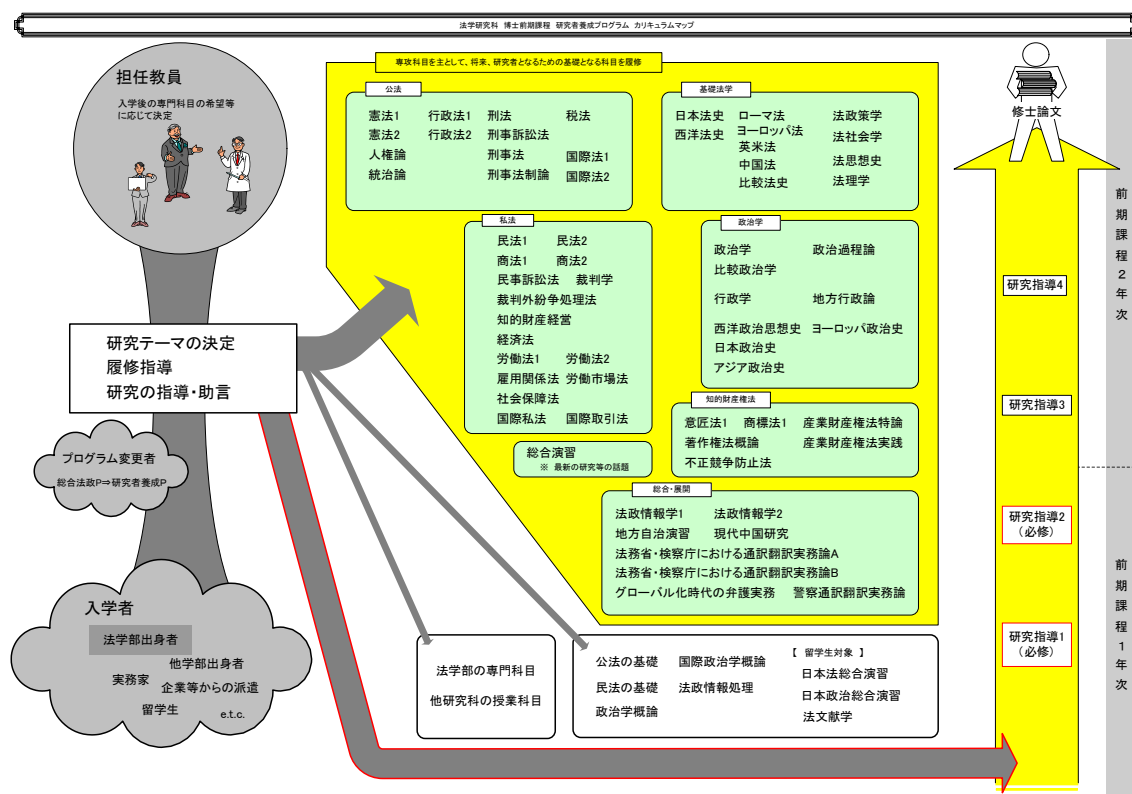 法学研究科 博士前期課程 研究者養成プログラム カリキュラムマップ
担任教員
入学後の専門科目の希望等
に応じて決定
研究テーマの決定
履修指導
研究の指導・助言
プログラム変更者
総合法政P⇒研究者養成P
入学者
法学部出身者
他学部出身者
実務家
企業等からの派遣
留学生
e.t.c.
専攻科目を主として、将来、研究者となるための基礎となる科目を履修
公法
憲法1 行政法1 刑法 税法
憲法2 行政法2 刑事訴訟法
人権論 刑事法 国際法1
統治論 刑事法制論 国際法2
基礎法学
日本法史 ローマ法 法政策学
西洋法史 ヨーロッパ法 法社会学
英米法
中国法 法思想史
比較法史 法理学
私法
民法1 民法2
商法1 商法2
民事訴訟法 裁判学
裁判外紛争処理法
知的財産経営
経済法
労働法1 労働法2
雇用関係法 労働市場法
社会保障法
国際私法 国際取引法
政治学
政治学 政治過程論
比較政治学
行政学 地方行政論
西洋政治思想史 ヨーロッパ政治史
日本政治史
アジア政治史
知的財産権法
意匠法1 商標法1 産業財産権法特論
著作権法概論 産業財産権法実践
不正競争防止法
総合演習
※ 最新の研究等の話題
総合・展開
法政情報学1 法政情報学2
地方自治演習 現代中国研究
法務省・検察庁における通訳翻訳実務論A
法務省・検察庁における通訳翻訳実務論B
グローバル化時代の弁護実務 警察通訳翻訳実務論
法学部の専門科目
他研究科の授業科目
公法の基礎 国際政治学概論
民法の基礎 法政情報処理
政治学概論
【 留学生対象 】
日本法総合演習
日本政治総合演習
法文献学
修士論文
研究指導4
研究指導3
研究指導2
(必修)
研究指導1
(必修)
前期課程2年次
前期課程1年次